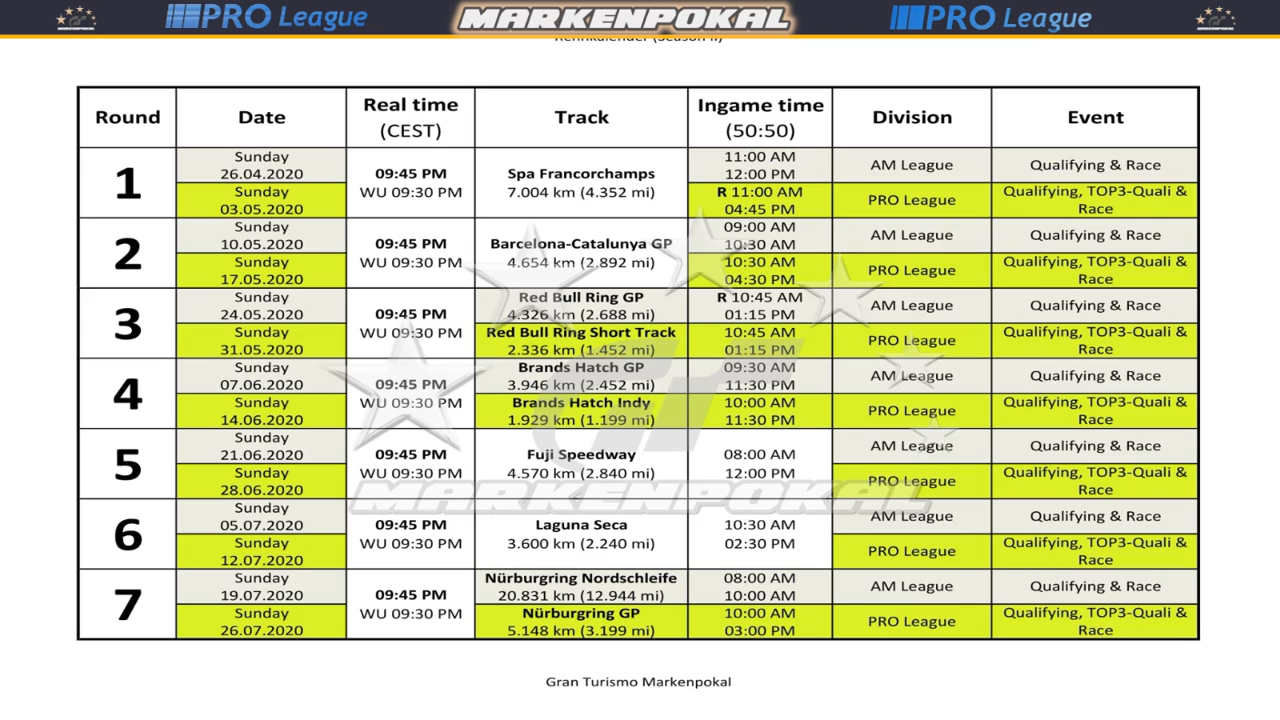 PRO League MARKENPOKAL PRO League
MARKENPOKAL MARKENPOKAL
Rennkalender (Season II)
Round Date Real time (CEST) Track Ingame time (50:50) Division Event
1
Sunday
26.04.2020
09:45 PM
WU 09:30 PM
Spa Francorchamps
7.004 km (4.352 mi)
11:00 AM
12:00 PM
AM League
Qualifying & Race
Sunday
03.05.2020
R 11:00 AM
04:45 PM
PRO League
Qualifying, TOP3-Quali &
Race
2
Sunday
10.05.2020
09:45 PM
WU 09:30 PM
Barcelona-Catalunya GP
4.654 km (2.892 mi)
09:00 AM
10:30 AM
AM League
Qualifying & Race
Sunday
17.05.2020
10:30 AM
04:30 PM
PRO League
Qualifying, TOP3-Quali &
Race
3
Sunday
24.05.2020
09:45 PM
WU 09:30 PM
Red Bull Ring GP
4.326 km (2.688 mi)
R 10:45 AM
01:15 PM
AM League
Qualifying & Race
Sunday
31.05.2020
Red Bull Ring Short Track
2.336 km (1.452 mi)
10:45 AM
01:15 PM
PRO League
Qualifying, TOP3-Quali &
Race
4
Sunday
07.06.2020
09:45 PM
WU 09:30 PM
Brands Hatch GP
3.946 km (2.452 mi)
09:30 AM
11:30 PM
AM League
Qualifying & Race
Sunday
14.06.2020
Brands Hatch Indy
1.929 km (1.199 mi)
10:00 AM
11:30 PM
PRO League
Qualifying, TOP3-Quali &
Race
5
Sunday
21.06.2020
09:45 PM
WU 09:30 PM
Fuji Speedway
4.570 km (2.840 mi)
08:00 AM
12:00 PM
AM League
Qualifying & Race
Sunday
28.06.2020
PRO League
Qualifying, TOP3-Quali &
Race
MARKENPOKAL
6
Sunday
05.07.2020
09:45 PM
WU 09:30 PM
Laguna Seca
3.600 km (2.240 mi)
10:30 AM
02:30 PM
AM League
Qualifying & Race
Sunday
12.07.2020
PRO League
Qualifying, TOP3-Quali &
Race
7
Sunday
19.07.2020
09:45 PM
WU 09:30 PM
Nürburgring Nordschleife
20.831 km (12.944 mi)
08:00 AM
10:00 AM
AM League
Qualifying & Race
Sunday
26.07.2020
Nürburgring GP
5.148 km (3.199 mi)
10:00 AM
03:00 PM
PRO League
Qualifying, TOP3-Quali &
Race
Gran Turismo Markenpokal